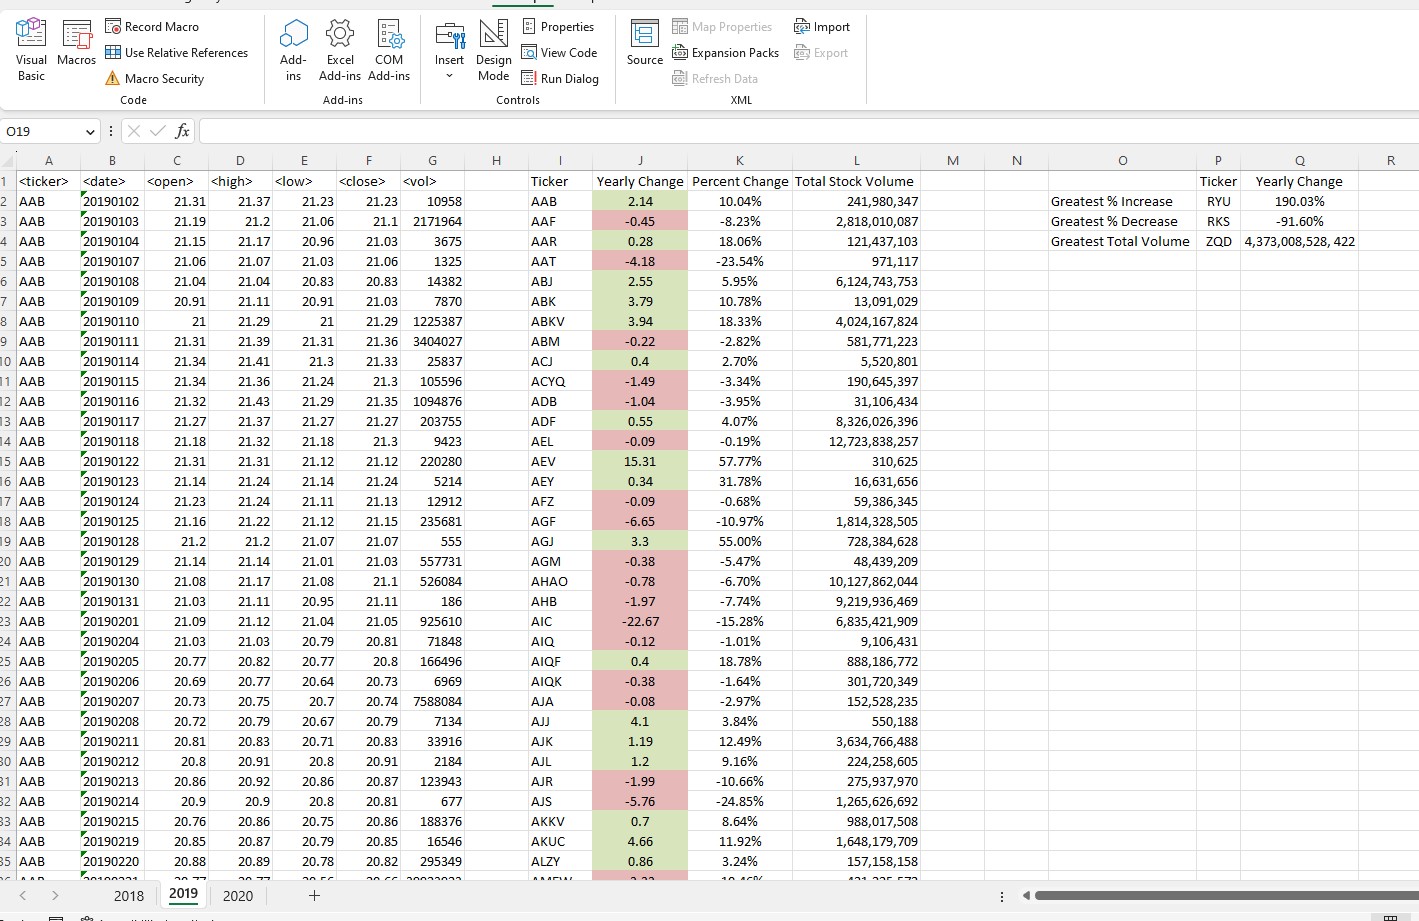 Record Macro Properties Map Properties Import
Use Relative References View Code Expansion Packs Export
Visual Basic Macros Add-ins Excel Add-ins COM Add-ins Insert Design Mode Source
Macro Security Run Dialog Refresh Data
Code Add-ins Controls XML
O19 fx
A B C D E F G H I J K L M N O P Q R
1 <ticker> <date> <open> <high> <low> <close> <vol> Ticker Yearly Change Percent Change Total Stock Volume Ticker Yearly Change
2 AAB 20190102 21.31 21.37 21.23 21.23 10958 AAB 2.14 10.04% 241,980,347 Greatest % Increase RYU 190.03%
3 AAB 20190103 21.19 21.2 21.06 21.1 2171964 AAF -0.45 -8.23% 2,818,010,087 Greatest % Decrease RKS -91.60%
4 AAB 20190104 21.15 21.17 20.96 21.03 3675 AAR 0.28 18.06% 121,437,103 Greatest Total Volume ZQD 4,373,008,528, 422
5 AAB 20190107 21.06 21.07 21.03 21.06 1325 AAT -4.18 -23.54% 971,117
6 AAB 20190108 21.04 21.04 20.83 20.83 14382 ABJ 2.55 5.95% 6,124,743,753
7 AAB 20190109 20.91 21.11 20.91 21.03 7870 ABK 3.79 10.78% 13,091,029
8 AAB 20190110 21 21.29 21 21.29 1225387 ABKV 3.94 18.33% 4,024,167,824
9 AAB 20190111 21.31 21.39 21.31 21.36 3404027 ABM -0.22 -2.82% 581,771,223
10 AAB 20190114 21.34 21.41 21.3 21.33 25837 ACJ 0.4 2.70% 5,520,801
11 AAB 20190115 21.34 21.36 21.24 21.3 105596 ACYQ -1.49 -3.34% 190,645,397
12 AAB 20190116 21.32 21.43 21.29 21.35 1094876 ADB -1.04 -3.95% 31,106,434
13 AAB 20190117 21.27 21.37 21.27 21.27 203755 ADF 0.55 4.07% 8,326,026,396
14 AAB 20190118 21.18 21.32 21.18 21.3 9423 AEL -0.09 -0.19% 12,723,838,257
15 AAB 20190122 21.31 21.31 21.12 21.12 220280 AEV 15.31 57.77% 310,625
16 AAB 20190123 21.14 21.24 21.14 21.24 5214 AEY 0.34 31.78% 16,631,656
17 AAB 20190124 21.23 21.24 21.11 21.13 12912 AFZ -0.09 -0.68% 59,386,345
18 AAB 20190125 21.16 21.22 21.12 21.15 235681 AGF -6.65 -10.97% 1,814,328,505
19 AAB 20190128 21.2 21.2 21.07 21.07 555 AGJ 3.3 55.00% 728,384,628
20 AAB 20190129 21.14 21.14 21.01 21.03 557731 AGM -0.38 -5.47% 48,439,209
21 AAB 20190130 21.08 21.17 21.08 21.1 526084 AHAO -0.78 -6.70% 10,127,862,044
22 AAB 20190131 21.03 21.11 20.95 21.11 186 AHB -1.97 -7.74% 9,219,936,469
23 AAB 20190201 21.09 21.12 21.04 21.05 925610 AIC -22.67 -15.28% 6,835,421,909
24 AAB 20190204 21.03 21.03 20.79 20.81 71848 AIQ -0.12 -1.01% 9,106,431
25 AAB 20190205 20.77 20.82 20.77 20.8 166496 AIQF 0.4 18.78% 888,186,772
26 AAB 20190206 20.69 20.77 20.64 20.73 6969 AIQK -0.38 -1.64% 301,720,349
27 AAB 20190207 20.73 20.75 20.7 20.74 7588084 AJA -0.08 -2.97% 152,528,235
28 AAB 20190208 20.72 20.79 20.67 20.79 7134 AJJ 4.1 3.84% 550,188
29 AAB 20190211 20.81 20.83 20.71 20.83 33916 AJK 1.19 12.49% 3,634,766,488
30 AAB 20190212 20.8 20.91 20.8 20.91 2184 AJL 1.2 9.16% 224,258,605
31 AAB 20190213 20.86 20.92 20.86 20.87 123943 AJR -1.99 -10.66% 275,937,970
32 AAB 20190214 20.9 20.9 20.8 20.81 677 AJS -5.76 -24.85% 1,265,626,692
33 AAB 20190215 20.76 20.86 20.75 20.86 188376 AKKV 0.7 8.64% 988,017,508
34 AAB 20190219 20.85 20.87 20.79 20.85 16546 AKUC 4.66 11.92% 1,648,179,709
35 AAB 20190220 20.88 20.89 20.78 20.82 295349 ALZY 0.86 3.24% 157,158,158
2018 2019 2020 +